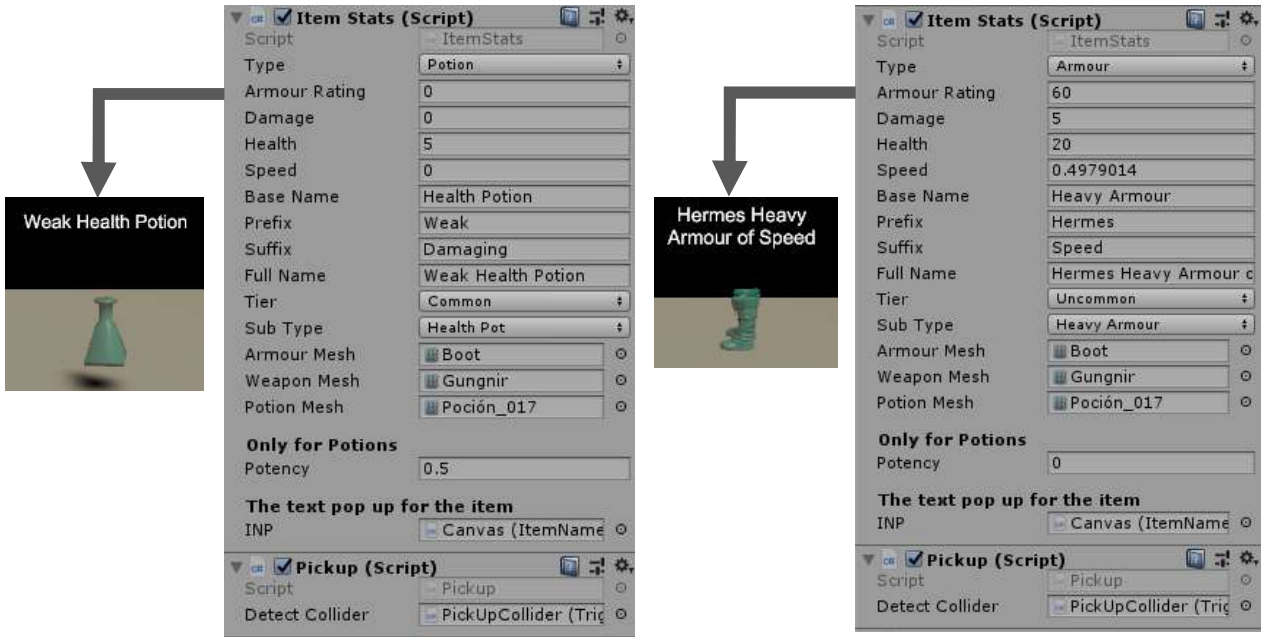 Item Stats (Script)
Script ItemStats
Type Potion
Armour Rating 0
Damage 0
Health 5
Speed 0
Base Name Health Potion
Prefix Weak
Suffix Damaging
Full Name Weak Health Potion
Tier Common
Sub Type Health Pot
Armour Mesh Boot
Weapon Mesh Gungnir
Potion Mesh Poción_017
Only for Potions
Potency 0.5
The text pop up for the item
INP Canvas (ItemName
Pickup (Script)
Script Pickup
Detect Collider PickUpCollider (Trig
Weak Health Potion
Item Stats (Script)
Script ItemStats
Type Armour
Armour Rating 60
Damage 5
Health 20
Speed 0.4979014
Base Name Heavy Armour
Prefix Hermes
Suffix Speed
Full Name Hermes Heavy Armour o
Tier Uncommon
Sub Type Heavy Armour
Armour Mesh Boot
Weapon Mesh Gungnir
Potion Mesh Poción_017
Only for Potions
Potency 0
The text pop up for the item
INP Canvas (ItemName
Pickup (Script)
Script Pickup
Detect Collider PickUpCollider (Trig
Hermes Heavy
Armour of Speed